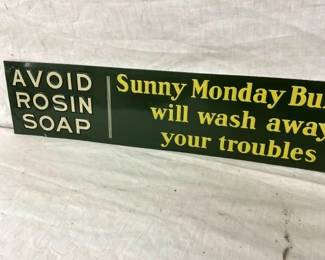 AVOID
ROSIN
SOAP
Sunny Monday Bu
will wash away
your troubles